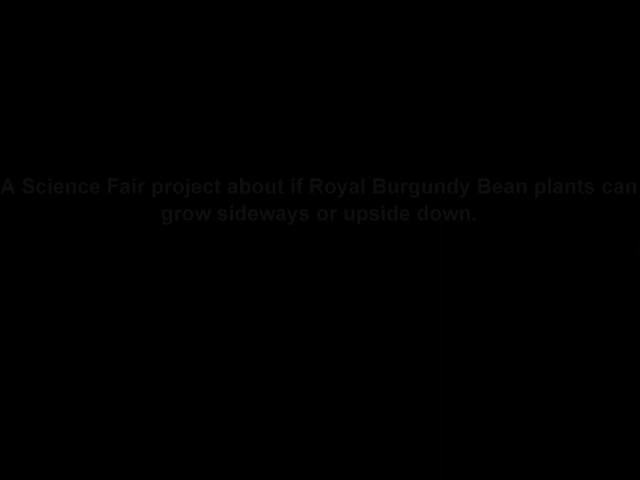 A Science Fair project about if Royal Burgundy Bean plants can
grow sideways or upside down.